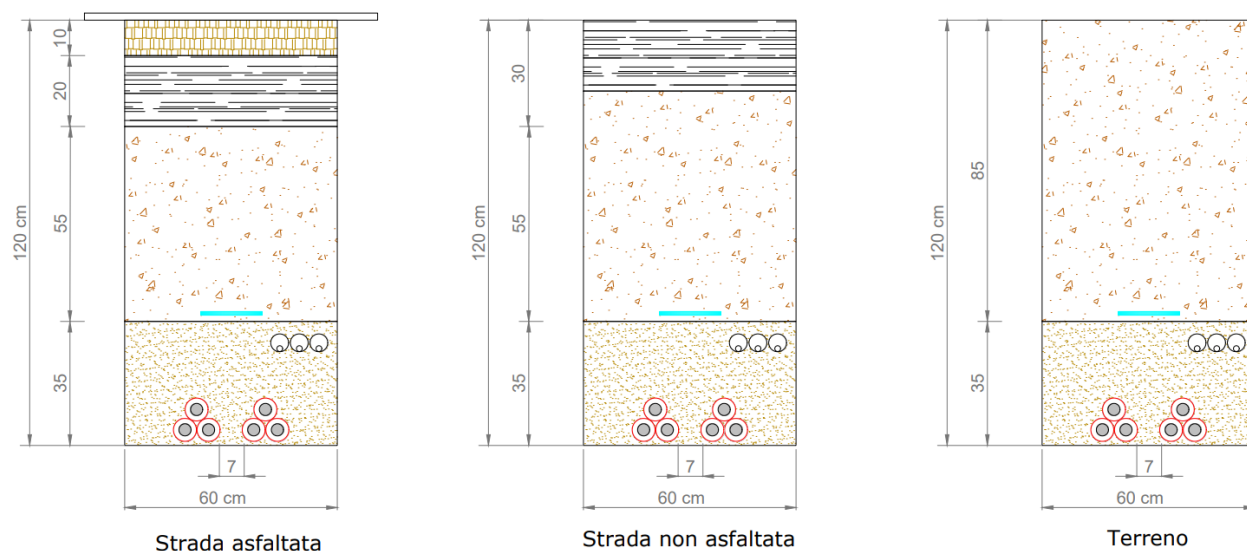 10
20
55
35
120 cm
7
60 cm
Strada asfaltata
30
55
35
120 cm
7
60 cm
Strada non asfaltata
85
35
120 cm
7
60 cm
Terreno